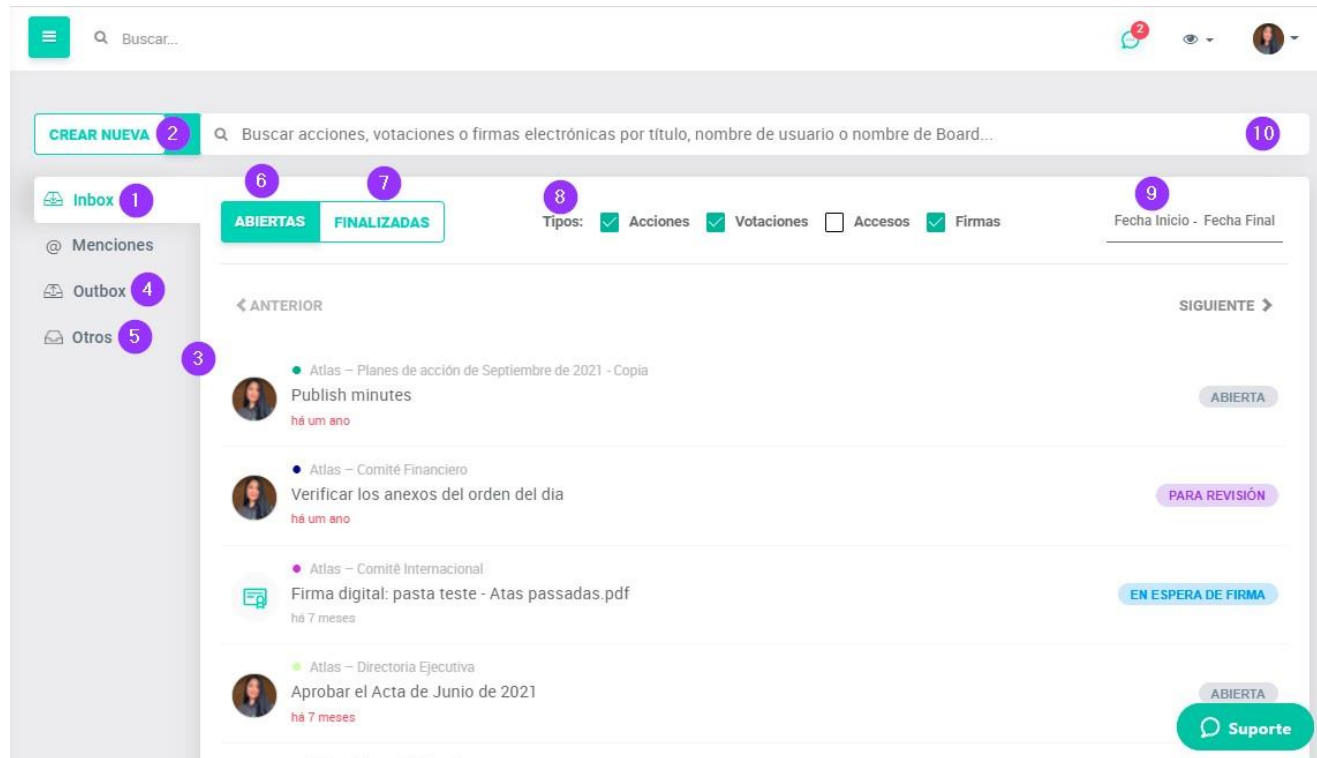 Buscar...
2
CREAR NUEVA 2
Buscar acciones, votaciones o firmas electrónicas por título, nombre de usuario o nombre de Board...
10
Inbox 1
@ Menciones
Outbox 4
Otros 5
3
6
7
8
9
ABIERTAS FINALIZADAS
Tipos: Acciones Votaciones Accesos Firmas
Fecha Inicio - Fecha Final
ANTERIOR
SIGUIENTE
Atlas – Planes de acción de Septiembre de 2021 - Copia
Publish minutes
há um ano
ABIERTA
Atlas – Comité Financiero
Verificar los anexos del orden del dia
há um ano
PARA REVISIÓN
Atlas – Comitê Internacional
Firma digital: pasta teste - Atas passadas.pdf
há 7 meses
EN ESPERA DE FIRMA
Atlas – Directoria Ejecutiva
Aprobar el Acta de Junio de 2021
há 7 meses
ABIERTA
Suporte